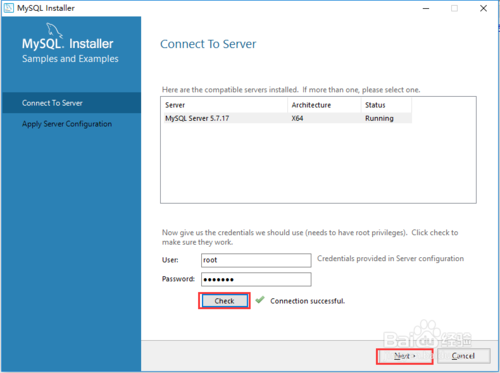 MySQL Installer
MySQL. Installer
Samples and Examples
Connect To Server
Apply Server Configuration
Connect To Server
Here are the compatible servers installed. If more than one, please select one.
Server Architecture Status
MySQL Server 5.7.17 X64 Running
Now give us the credentials we should use (needs to have root privileges). Click check to
make sure they work.
User: root Credentials provided in Server configuration
Password: •••••••
Check Connection successful.
Baidu 经验
Next > Cancel